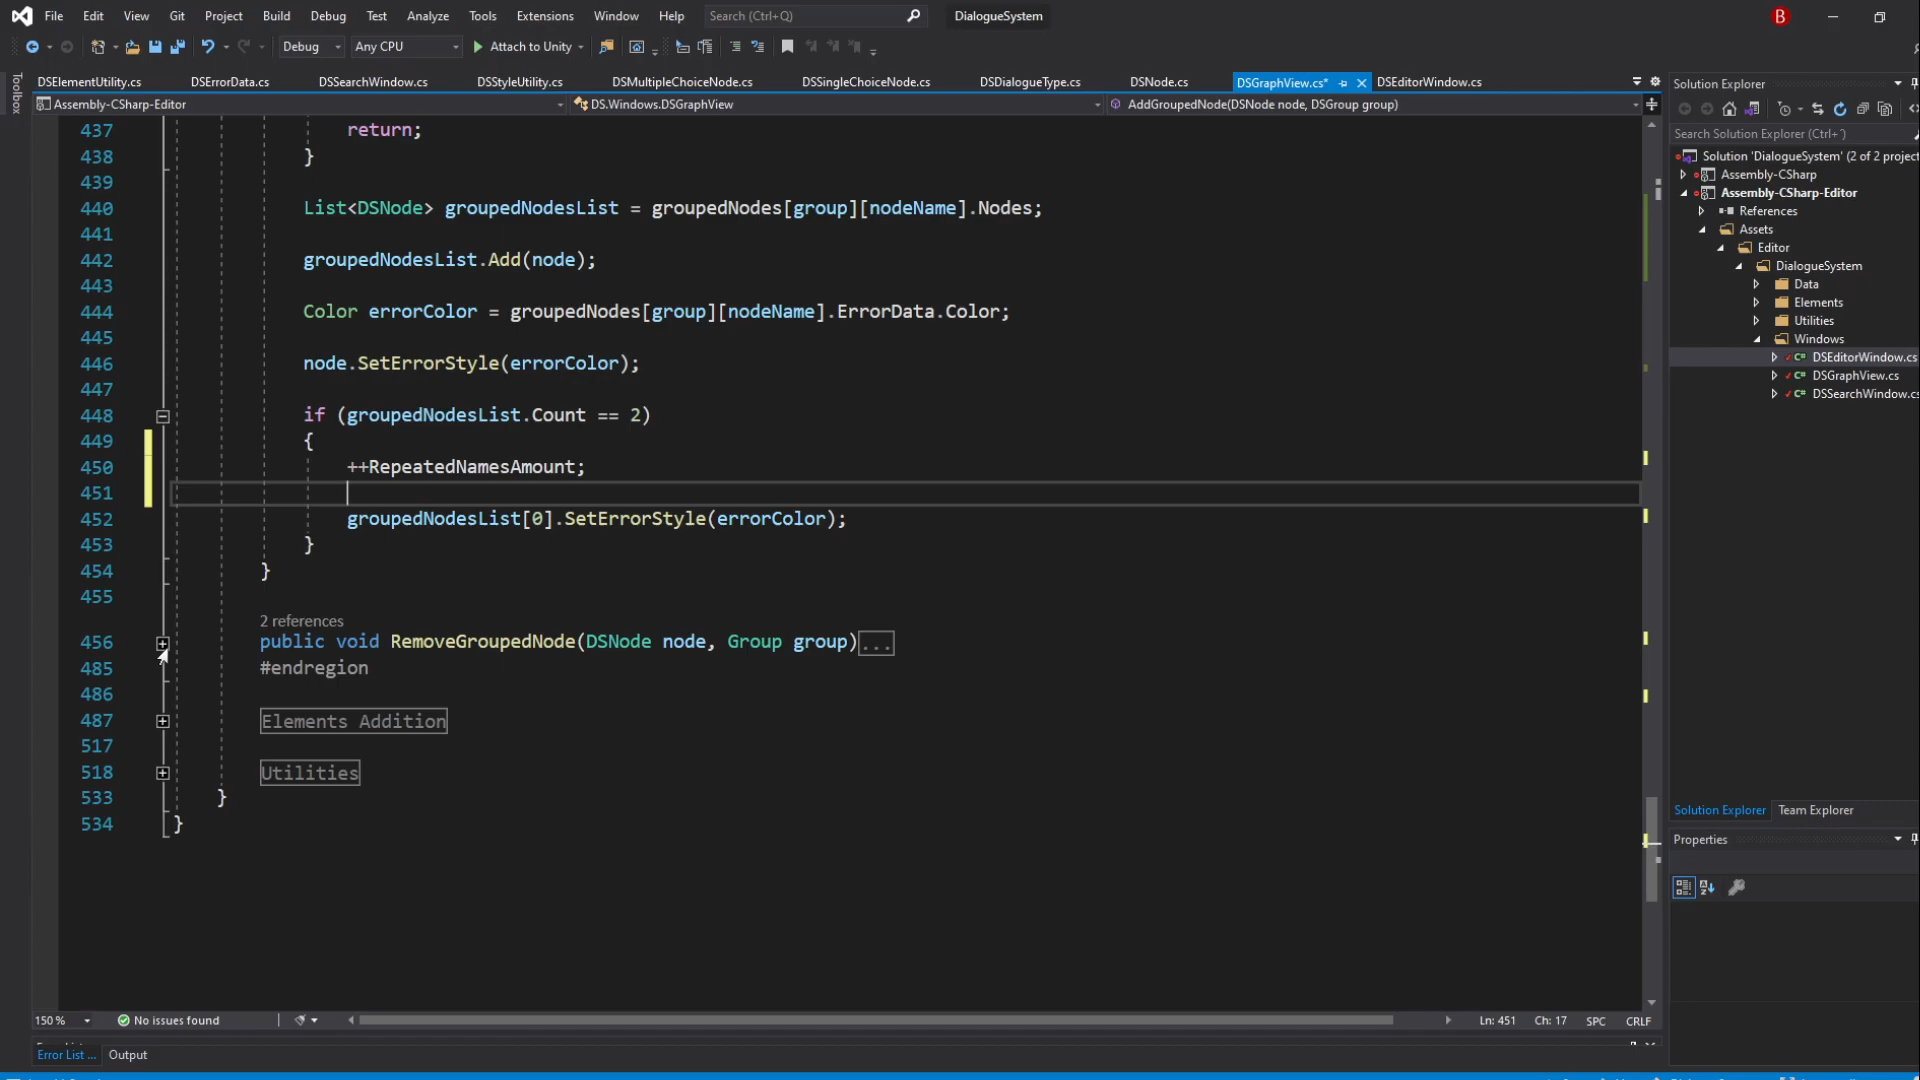 File Edit View Git Project Build Debug Test Analyze Tools Extensions Window Help Search (Ctrl+Q) DialogueSystem B
Debug Any CPU Attach to Unity
Toolbox
DSElementUtility.cs DSErrorData.cs DSSearchWindow.cs DSStyleUtility.cs DSMultipleChoiceNode.cs DSSingleChoiceNode.cs DSDialogueType.cs DSNode.cs DSGraphView.cs* DSEditorWindow.cs
Assembly-CSharp-Editor DS.Windows.DSGraphView AddGroupedNode(DSNode node, DSGroup group)
437 return;
438 }
439
440 List<DSNode> groupedNodesList = groupedNodes[group][nodeName].Nodes;
441
442 groupedNodesList.Add(node);
443
444 Color errorColor = groupedNodes[group][nodeName].ErrorData.Color;
445
446 node.SetErrorStyle(errorColor);
447
448 if (groupedNodesList.Count == 2)
449 {
450 ++RepeatedNamesAmount;
451
452 groupedNodesList[0].SetErrorStyle(errorColor);
453 }
454 }
455
2 references
456 public void RemoveGroupedNode(DSNode node, Group group)...
485 #endregion
486
487 Elements Addition
517
518 Utilities
533 }
534 }
150 % No issues found Ln: 451 Ch: 17 SPC CRLF
Error List ... Output
Solution Explorer
Search Solution Explorer (Ctrl+
Solution 'DialogueSystem' (2 of 2 project
Assembly-CSharp
Assembly-CSharp-Editor
References
Assets
Editor
DialogueSystem
Data
Elements
Utilities
Windows
DSEditorWindow.cs
DSGraphView.cs
DSSearchWindow.cs
Solution Explorer Team Explorer
Properties